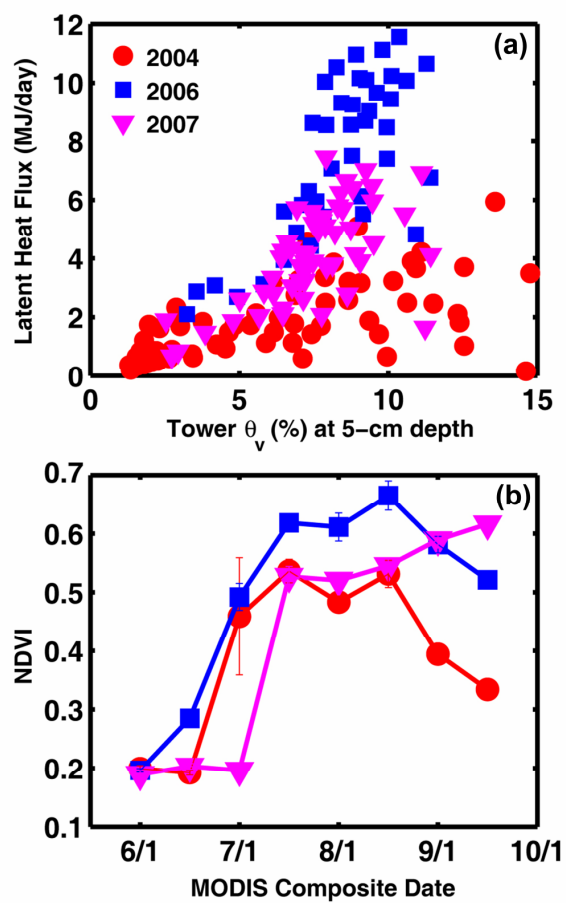 12
10
8
6
4
2
0
Latent Heat Flux (MJ/day)
(a)
2004
2006
2007
0 5 10 15
Tower θv (%) at 5-cm depth
0.7
0.6
0.5
0.4
0.3
0.2
0.1
NDVI
(b)
6/1 7/1 8/1 9/1 10/1
MODIS Composite Date